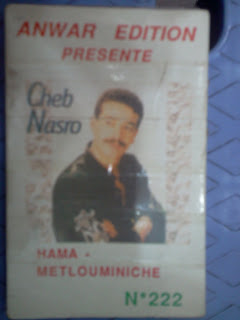 ANWAR EDITION
PRESENTE
Cheb
Nasro
HAMA -
METLOUMINICHE
N°222